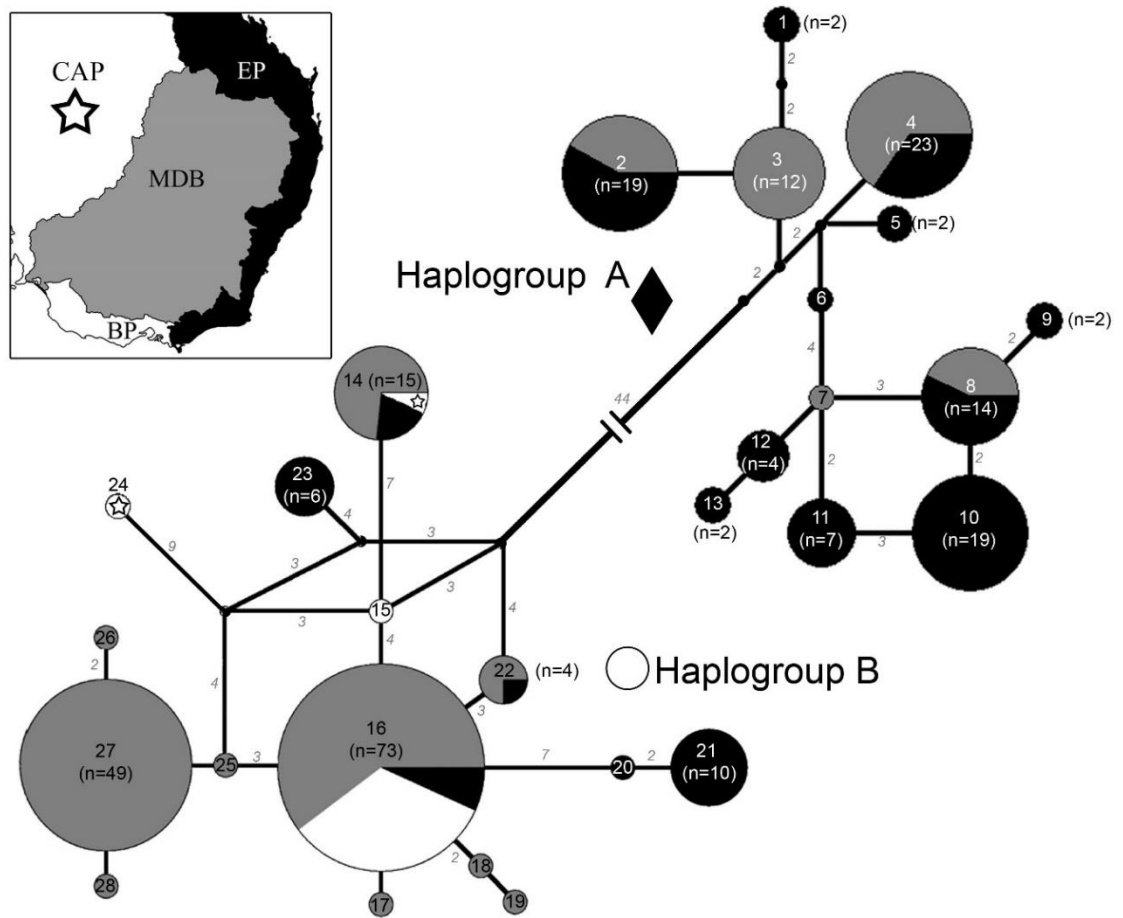 CAP
EP
MDB
BP
1 (n=2)
2
2
2
(n=19)
3
(n=12)
4
(n=23)
2
2
2
5 (n=2)
6
4
Haplogroup A
44
7
3
8
(n=14)
2
9
(n=2)
2
2
12
(n=4)
13
(n=2)
11
(n=7)
3
10
(n=19)
14 (n=15)
7
23
(n=6)
4
24
9
3
3
3
3
15
4
4
4
22
(n=4)
3
Haplogroup B
26
2
27
(n=49)
25
3
16
(n=73)
7
20
2
21
(n=10)
28
17
2
18
19